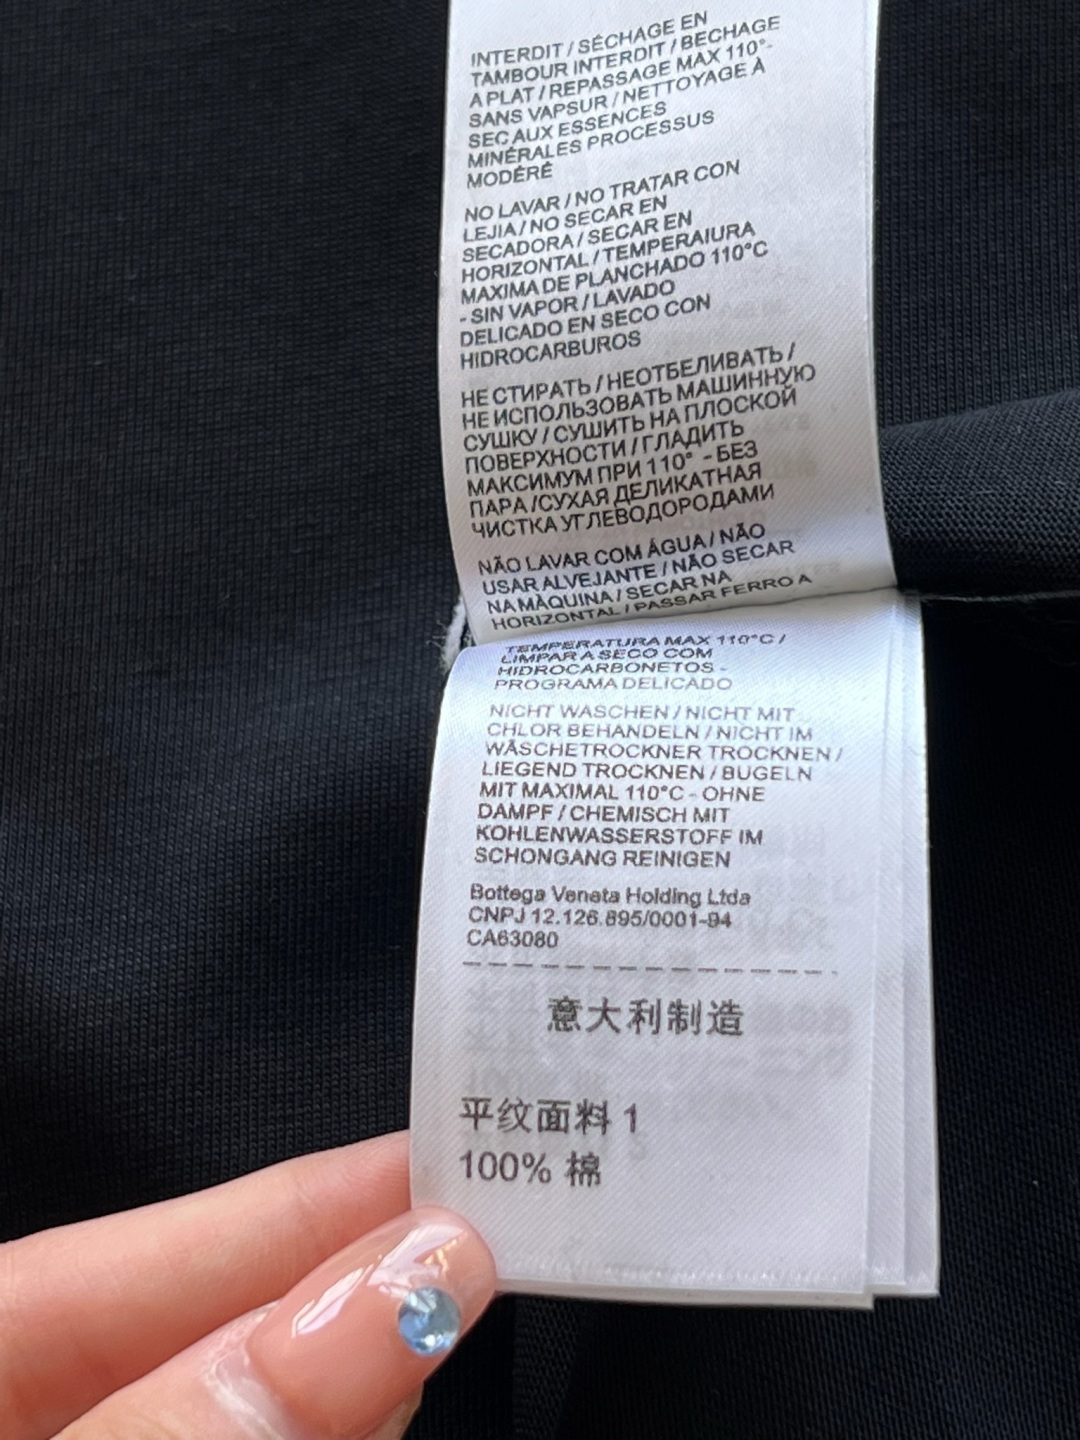 INTERDIT / SÉCHAGE EN
TAMBOUR INTERDIT / BECHAGE
A PLAT / REPASSAGE MAX 110°-
SANS VAPSUR / NETTOYAGE À
SEC AUX ESSENCES
MINÉRALES PROCESSUS
MODÉRÉ
NO LAVAR / NO TRATAR CON
LEJIA / NO SECAR EN
SECADORA / SECAR EN
HORIZONTAL / TEMPERAIURA
MAXIMA DE PLANCHADO 110°C
- SIN VAPOR / LAVADO
DELICADO EN SECO CON
HIDROCARBUROS
НЕ СТИРАТЬ / НЕОТБЕЛИВАТЬ /
НЕ ИСПОЛЬЗОВАТЬ МАШИННУЮ
СУШКУ / СУШИТЬ НА ПЛОСКОЙ
ПОВЕРХНОСТИ / ГЛАДИТЬ
МАКСИМУМ ПРИ 110° - БЕЗ
ПАРА /СУХАЯ ДЕЛИКАТНАЯ
ЧИСТКА УГЛЕВОДОРОДАМИ
NÃO LAVAR COM ÁGUA / NÃO
USAR ALVEJANTE / NÃO SECAR
NA MÀQUINA / SECAR NA
HORIZONTAL / PASSAR FERRO A
TEMPERATURA MAX 110°C /
LIMPAR A SECO COM
HIDROCARBONETOS -
PROGRAMA DELICADO
NICHT WASCHEN / NICHT MIT
CHLOR BEHANDELN / NICHT IM
WÄSCHETROCKNER TROCKNEN /
LIEGEND TROCKNEN / BUGELN
MIT MAXIMAL 110°C - OHNE
DAMPF / CHEMISCH MIT
KOHLENWASSERSTOFF IM
SCHONGANG REINIGEN
Bottega Veneta Holding Ltda
CNPJ 12.126.895/0001-94
CA63080
意大利制造
平纹面料 1
100% 棉